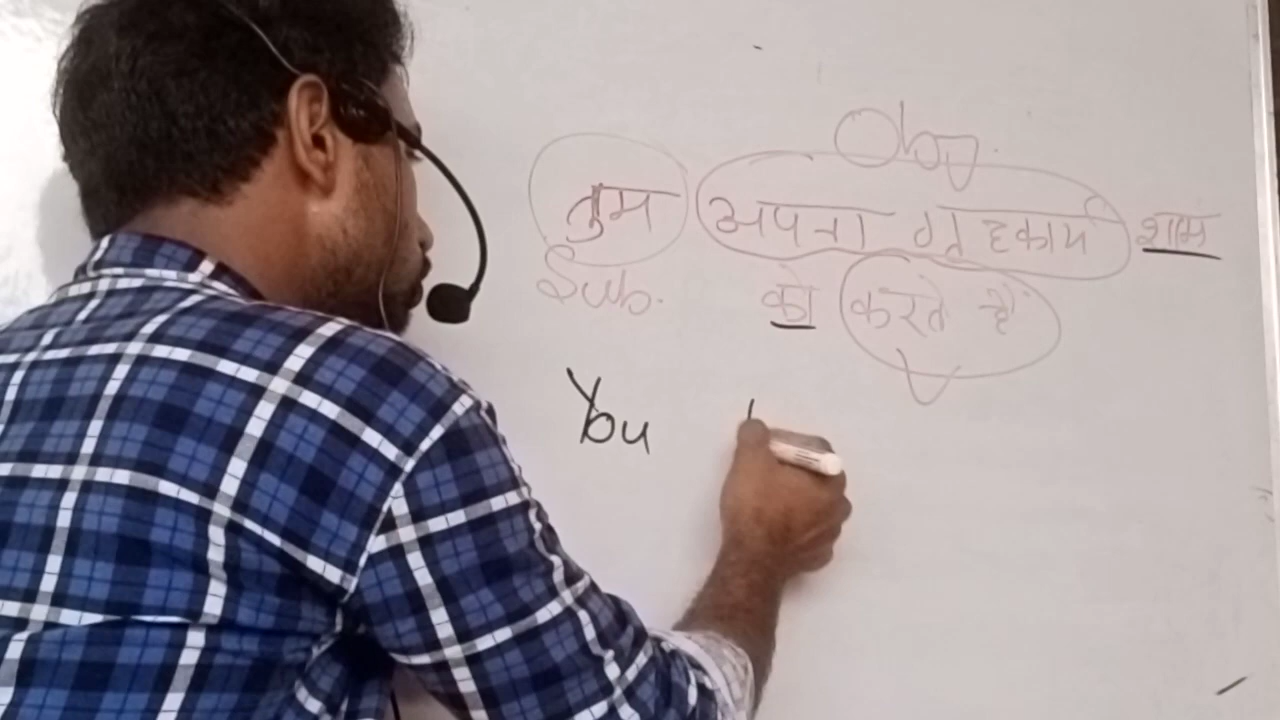 Obj.
तुम अपना गृहकार्य शाम
Sub. को करते हैं
V
You